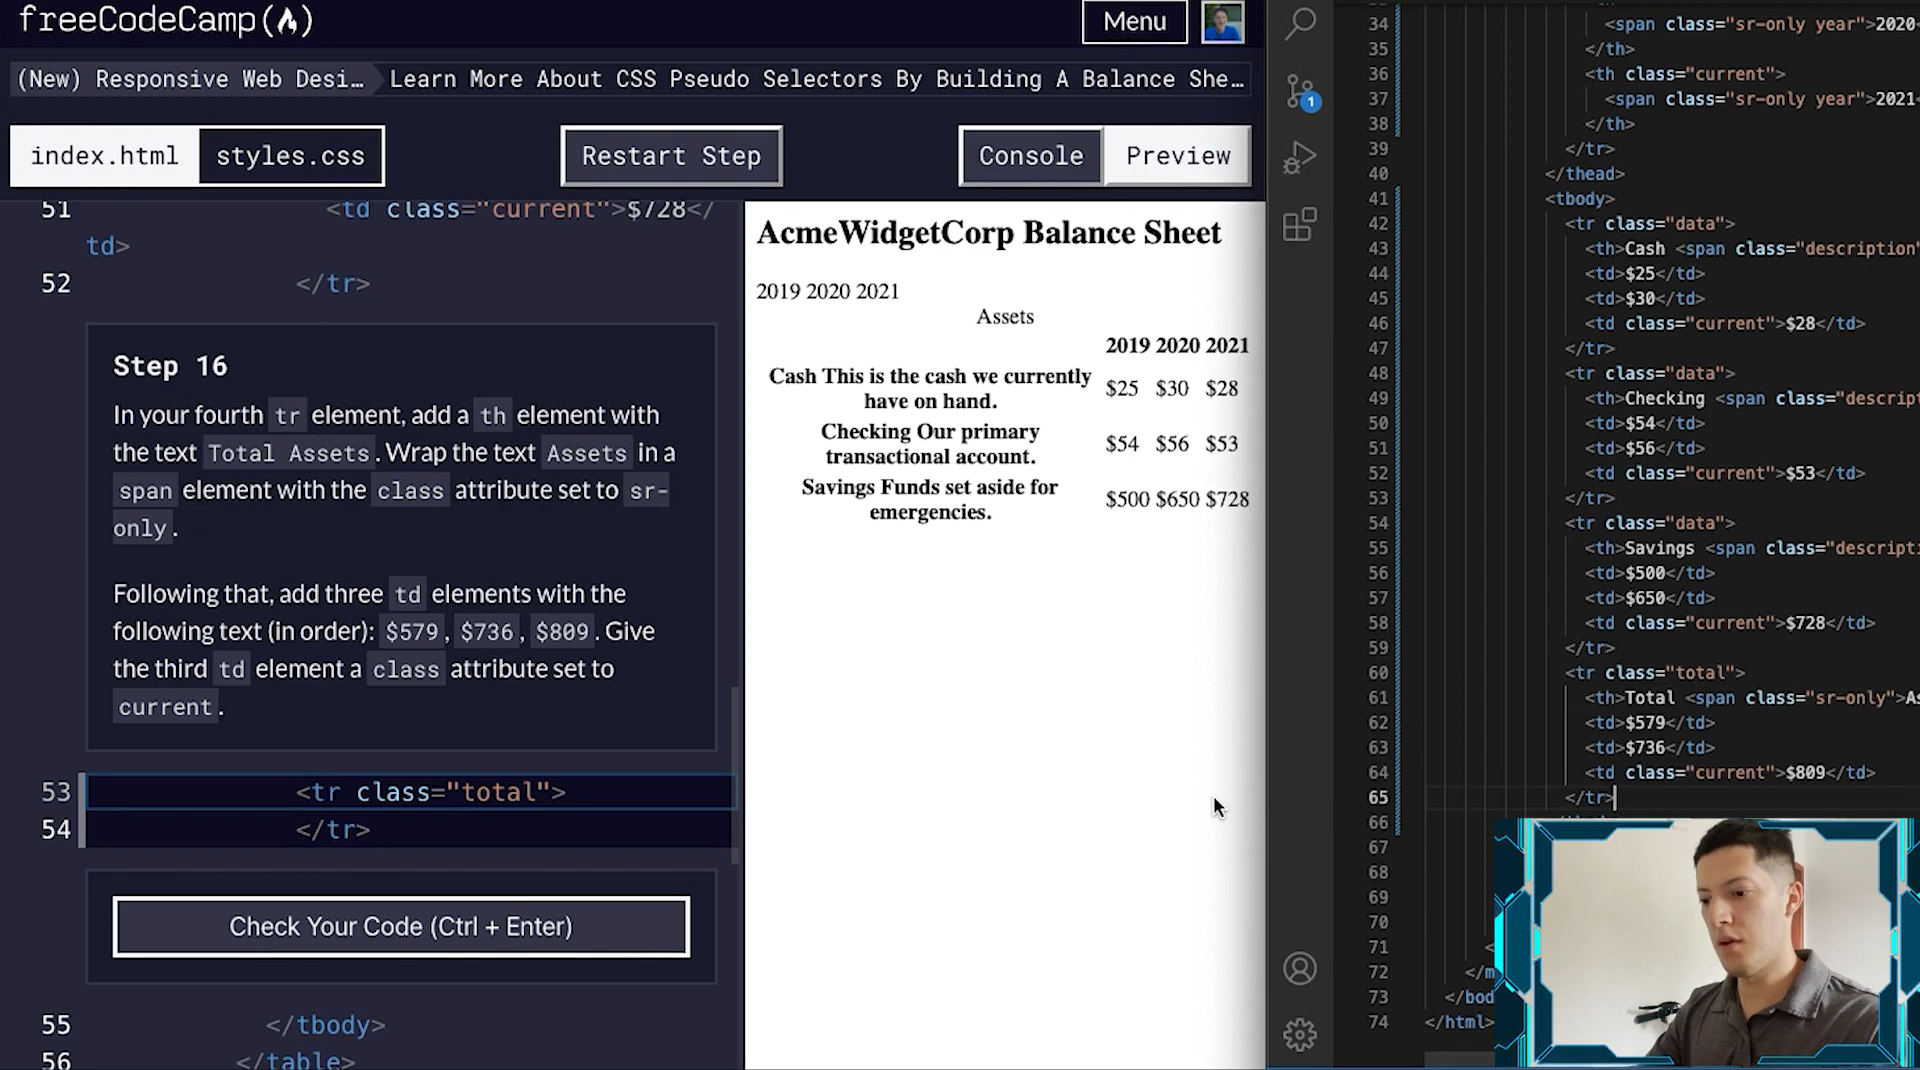 freeCodeCamp
Menu
(New) Responsive Web Desi…
Learn More About CSS Pseudo Selectors By Building A Balance She…
index.html
styles.css
Restart Step
Console
Preview
51 <td class="current">$728</
td>
52 </tr>
Step 16
In your fourth tr element, add a th element with
the text Total Assets. Wrap the text Assets in a
span element with the class attribute set to sr-
only.
Following that, add three td elements with the
following text (in order): $579, $736, $809. Give
the third td element a class attribute set to
current.
53 <tr class="total">
54 </tr>
Check Your Code (Ctrl + Enter)
55 </tbody>
56 </table>
AcmeWidgetCorp Balance Sheet
2019 2020 2021
Assets
2019 2020 2021
Cash This is the cash we currently
have on hand.
$25 $30 $28
Checking Our primary
transactional account.
$54 $56 $53
Savings Funds set aside for
emergencies.
$500 $650 $728
1
34 <span class="sr-only year">2020
35 </th>
36 <th class="current">
37 <span class="sr-only year">2021
38 </th>
39 </tr>
40 </thead>
41 <tbody>
42 <tr class="data">
43 <th>Cash <span class="description"
44 <td>$25</td>
45 <td>$30</td>
46 <td class="current">$28</td>
47 </tr>
48 <tr class="data">
49 <th>Checking <span class="descrip
50 <td>$54</td>
51 <td>$56</td>
52 <td class="current">$53</td>
53 </tr>
54 <tr class="data">
55 <th>Savings <span class="descripti
56 <td>$500</td>
57 <td>$650</td>
58 <td class="current">$728</td>
59 </tr>
60 <tr class="total">
61 <th>Total <span class="sr-only">As
62 <td>$579</td>
63 <td>$736</td>
64 <td class="current">$809</td>
65 </tr>
66
67
68
69
70
71 <
72 </m
73 </bod
74 </html>